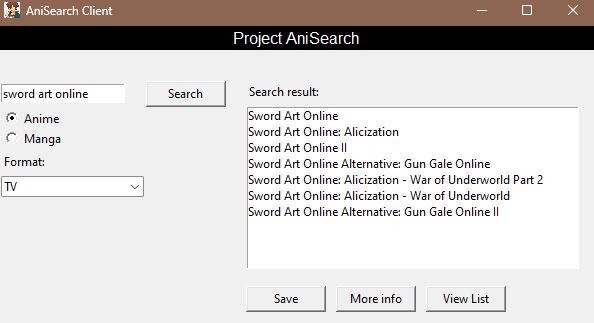 AniSearch Client
Project AniSearch
sword art online
Search
Search result:
Anime
Manga
Format:
TV
Sword Art Online
Sword Art Online: Alicization
Sword Art Online II
Sword Art Online Alternative: Gun Gale Online
Sword Art Online: Alicization - War of Underworld Part 2
Sword Art Online: Alicization - War of Underworld
Sword Art Online Alternative: Gun Gale Online II
Save
More info
View List